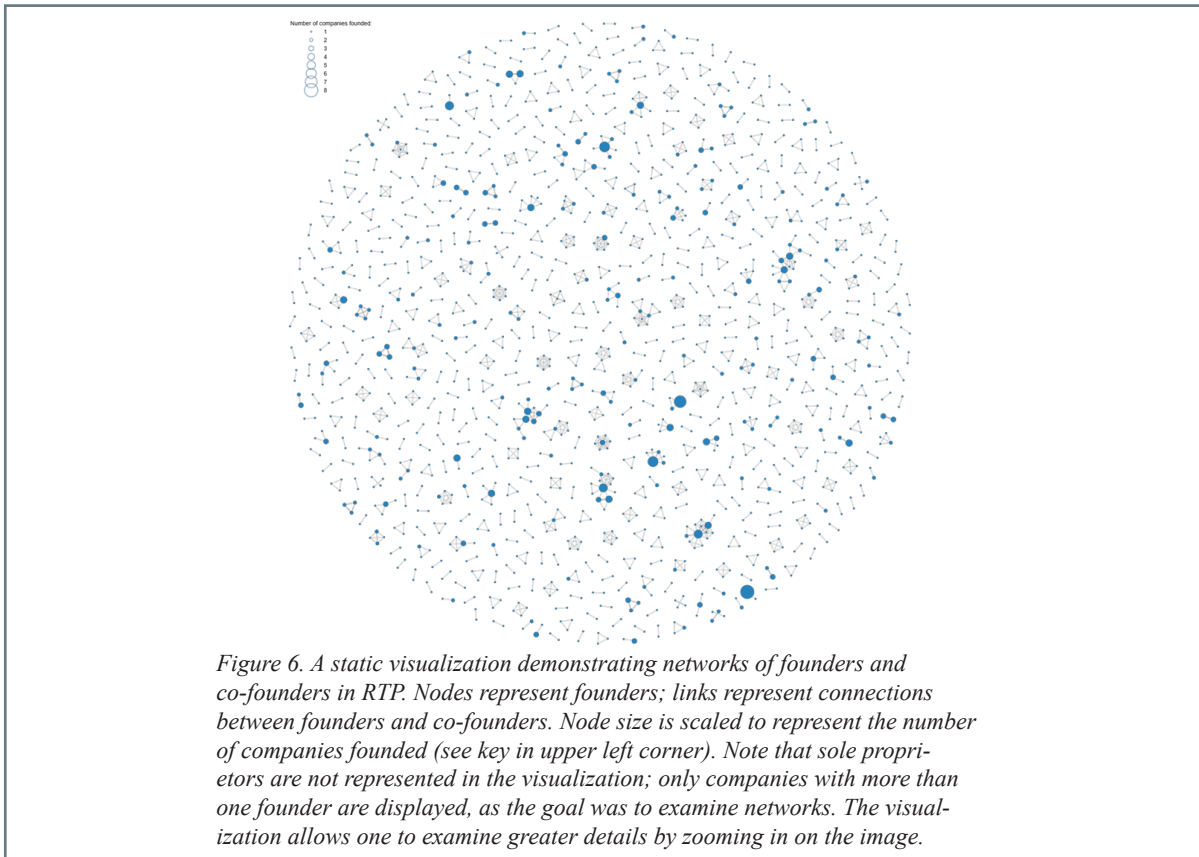 Number of companies founded:
1
2
3
4
5
6
7
8
Figure 6. A static visualization demonstrating networks of founders and
co-founders in RTP. Nodes represent founders; links represent connections
between founders and co-founders. Node size is scaled to represent the number
of companies founded (see key in upper left corner). Note that sole propri-
etors are not represented in the visualization; only companies with more than
one founder are displayed, as the goal was to examine networks. The visual-
ization allows one to examine greater details by zooming in on the image.